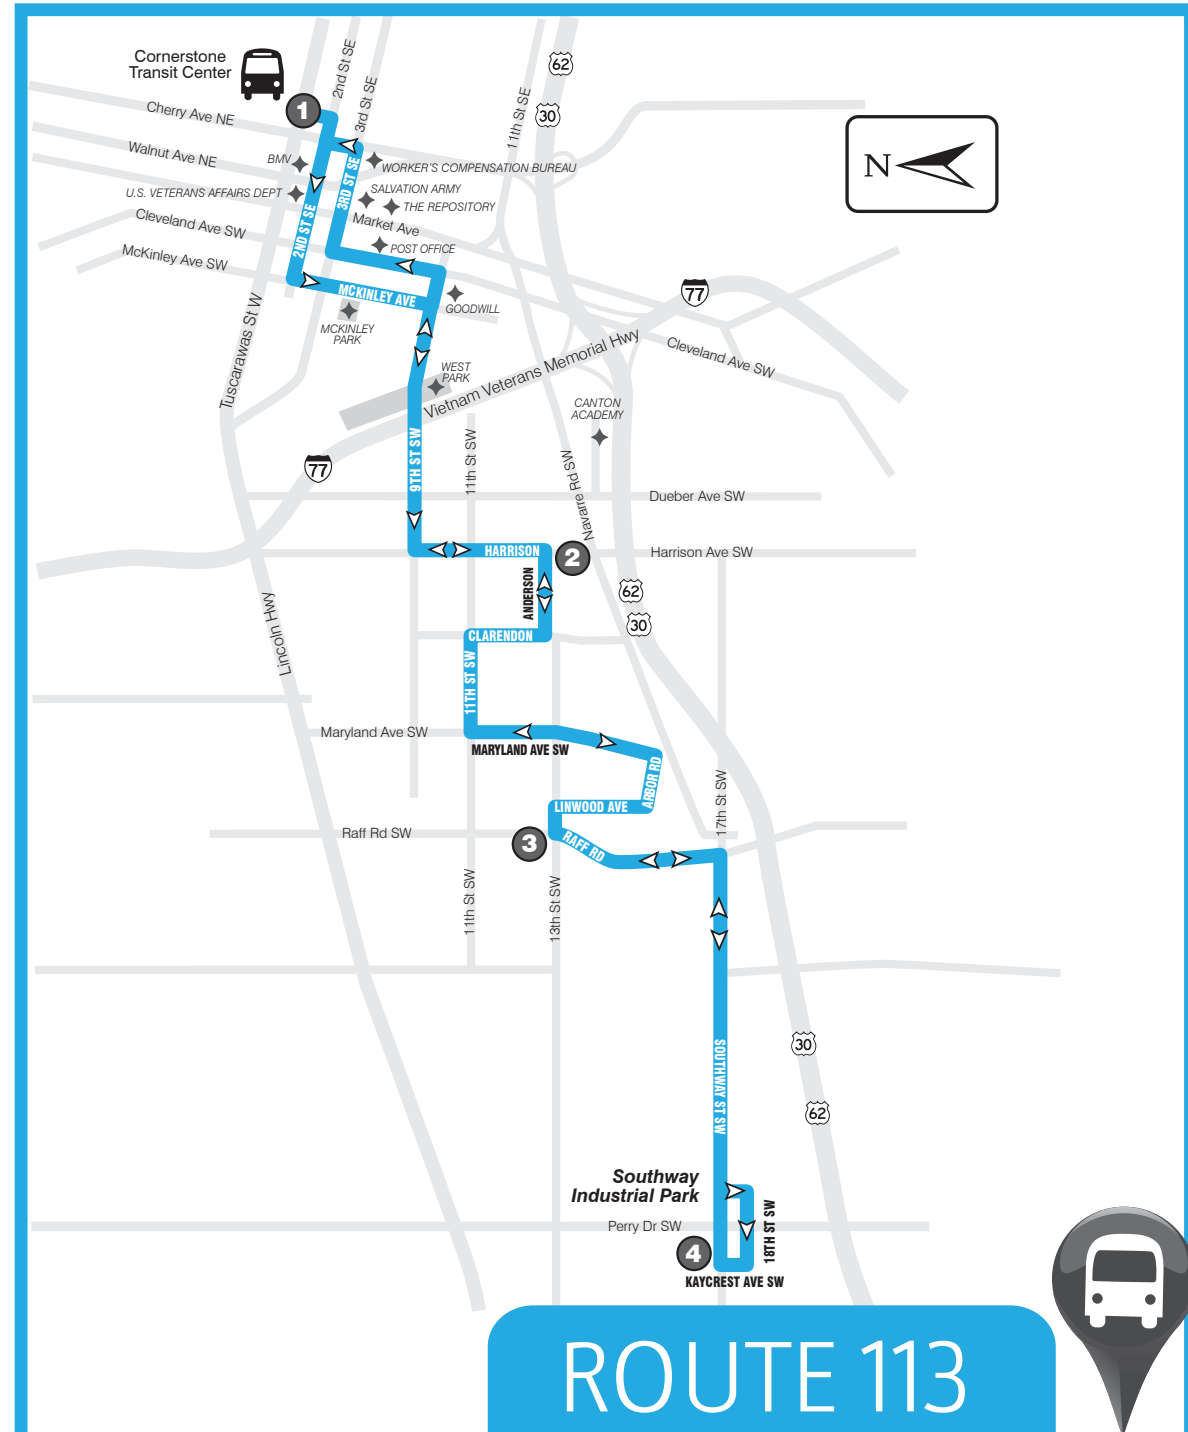 62
Cornerstone
Transit Center
2nd St SE
3rd St SE
11th St SE
30
1
Cherry Ave NE
Walnut Ave NE
BMV
WORKER'S COMPENSATION BUREAU
N
U.S. VETERANS AFFAIRS DEPT
3RD ST SE
SALVATION ARMY
THE REPOSITORY
Cleveland Ave SW
2ND ST SE
Market Ave
POST OFFICE
McKinley Ave SW
MCKINLEY AVE
GOODWILL
77
MCKINLEY
PARK
Tuscarawas St W
Vietnam Veterans Memorial Hwy
Cleveland Ave SW
WEST
PARK
CANTON
ACADEMY
77
9TH ST SW
11th St SW
Navarre Rd SW
Dueber Ave SW
HARRISON
2
Harrison Ave SW
ANDERSON
62
30
Lincoln Hwy
CLARENDON
11TH ST SW
Maryland Ave SW
MARYLAND AVE SW
ARBOR RD
17th St SW
LINWOOD AVE
Raff Rd SW
3
RAFF RD
11th St SW
13th St SW
30
SOUTHWAY ST SW
62
Southway
Industrial Park
Perry Dr SW
18TH ST SW
4
KAYCREST AVE SW
ROUTE 113